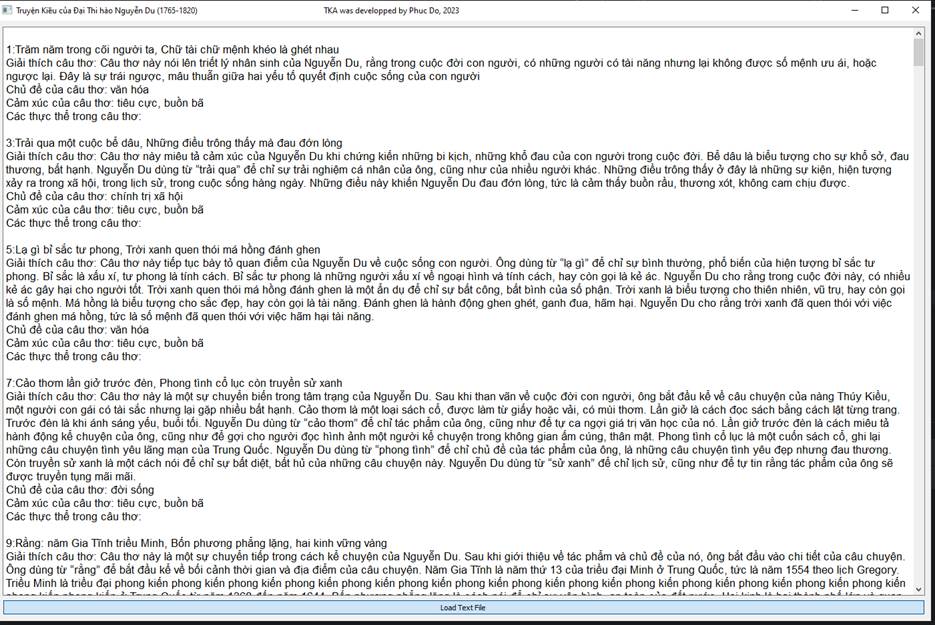 Truyện Kiều của Đại Thi hào Nguyễn Du (1765-1820) TKA was developped by Phuc Do, 2023
1:Trăm năm trong cõi người ta, Chữ tài chữ mệnh khéo là ghét nhau
Giải thích câu thơ: Câu thơ này nói lên triết lý nhân sinh của Nguyễn Du, rằng trong cuộc đời con người, có những người có tài năng nhưng lại không được số mệnh ưu ái, hoặc
ngược lại. Đây là sự trái ngược, mâu thuẫn giữa hai yếu tố quyết định cuộc sống của con người
Chủ đề của câu thơ: văn hóa
Cảm xúc của câu thơ: tiêu cực, buồn bã
Các thực thể trong câu thơ:
3:Trải qua một cuộc bể dâu, Những điều trông thấy mà đau đớn lòng
Giải thích câu thơ: Câu thơ này miêu tả cảm xúc của Nguyễn Du khi chứng kiến những bi kịch, những khổ đau của con người trong cuộc đời. Bể dâu là biểu tượng cho sự khổ sở, đau
thương, bất hạnh. Nguyễn Du dùng từ "trải qua" để chỉ sự trải nghiệm cá nhân của ông, cũng như của nhiều người khác. Những điều trông thấy ở đây là những sự kiện, hiện tượng
xảy ra trong xã hội, trong lịch sử, trong cuộc sống hàng ngày. Những điều này khiến Nguyễn Du đau đớn lòng, tức là cảm thấy buồn rầu, thương xót, không cam chịu được.
Chủ đề của câu thơ: chính trị xã hội
Cảm xúc của câu thơ: tiêu cực, buồn bã
Các thực thể trong câu thơ:
5:Lạ gì bỉ sắc tư phong, Trời xanh quen thói má hồng đánh ghen
Giải thích câu thơ: Câu thơ này tiếp tục bày tỏ quan điểm của Nguyễn Du về cuộc sống con người. Ông dùng từ "lạ gì" để chỉ sự bình thường, phổ biến của hiện tượng bỉ sắc tư
phong. Bỉ sắc là xấu xí, tư phong là tính cách. Bỉ sắc tư phong là những người xấu xí về ngoại hình và tính cách, hay còn gọi là kẻ ác. Nguyễn Du cho rằng trong cuộc đời này, có nhiều
kẻ ác gây hại cho người tốt. Trời xanh quen thói má hồng đánh ghen là một ẩn dụ để chỉ sự bất công, bất bình của số phận. Trời xanh là biểu tượng cho thiên nhiên, vũ trụ, hay còn gọi
là số mệnh. Má hồng là biểu tượng cho sắc đẹp, hay còn gọi là tài năng. Đánh ghen là hành động ghen ghét, ganh đua, hãm hại. Nguyễn Du cho rằng trời xanh đã quen thói với việc
đánh ghen má hồng, tức là số mệnh đã quen thói với việc hãm hại tài năng.
Chủ đề của câu thơ: văn hóa
Cảm xúc của câu thơ: tiêu cực, buồn bã
Các thực thể trong câu thơ:
7:Cảo thơm lần giở trước đèn, Phong tình cổ lục còn truyền sử xanh
Giải thích câu thơ: Câu thơ này là một sự chuyển biến trong tâm trạng của Nguyễn Du. Sau khi than vãn về cuộc đời con người, ông bắt đầu kể về câu chuyện của nàng Thúy Kiều,
một người con gái có tài sắc nhưng lại gặp nhiều bất hạnh. Cảo thơm là một loại sách cổ, được làm từ giấy hoặc vải, có mùi thơm. Lần giở là cách đọc sách bằng cách lật từng trang.
Trước đèn là khi ánh sáng yếu, buổi tối. Nguyễn Du dùng từ "cảo thơm" để chỉ tác phẩm của ông, cũng như để tự ca ngợi giá trị văn học của nó. Lần giở trước đèn là cách miêu tả
hành động kể chuyện của ông, cũng như để gợi cho người đọc hình ảnh một người kể chuyện trong không gian ấm cúng, thân mật. Phong tình cổ lục là một cuốn sách cổ, ghi lại
những câu chuyện tình yêu lãng mạn của Trung Quốc. Nguyễn Du dùng từ "phong tình" để chỉ chủ đề của tác phẩm của ông, là những câu chuyện tình yêu đẹp nhưng đau thương.
Còn truyền sử xanh là một cách nói để chỉ sự bất diệt, bất hủ của những câu chuyện này. Nguyễn Du dùng từ "sử xanh" để chỉ lịch sử, cũng như để tự tin rằng tác phẩm của ông sẽ
được truyền tụng mãi mãi.
Chủ đề của câu thơ: đời sống
Cảm xúc của câu thơ: tiêu cực, buồn bã
Các thực thể trong câu thơ:
9:Rằng: năm Gia Tĩnh triều Minh, Bốn phương phẳng lặng, hai kinh vững vàng
Giải thích câu thơ: Câu thơ này là một sự chuyển tiếp trong cách kể chuyện của Nguyễn Du. Sau khi giới thiệu về tác phẩm và chủ đề của nó, ông bắt đầu vào chi tiết của câu chuyện.
Ông dùng từ "rằng" để bắt đầu kể về bối cảnh thời gian và địa điểm của câu chuyện. Năm Gia Tĩnh là năm thứ 13 của triều đại Minh ở Trung Quốc, tức là năm 1554 theo lịch Gregory.
Triều Minh là triều đại phong kiến phong kiến phong kiến phong kiến phong kiến phong kiến phong kiến phong kiến phong kiến phong kiến phong kiến phong kiến phong kiến
Load Text File